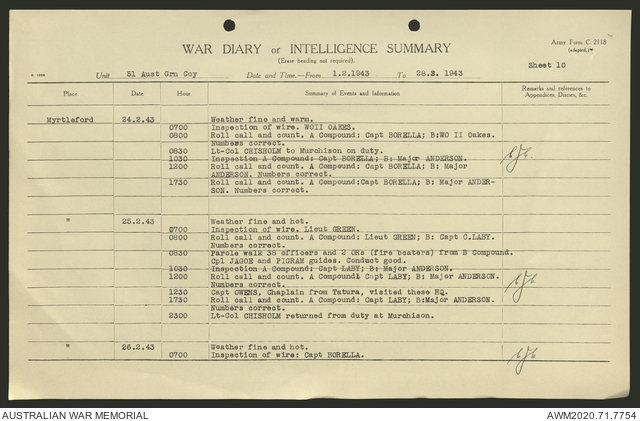 WAR DIARY or INTELLIGENCE SUMMARY
(Erase heading not required).
Army Form C. 2118
(adapted.)
Sheet 10
Unit 51 Aust Grn Coy Date and Time.—From 1.2.1943 To 28.2. 1943
Place Date Hour Summary of Events and Information Remarks and references to
Appendices, Diaries, &c.
Myrtleford 24.2.43 Weather fine and warm.
0700 Inspection of wire. WOII OAKES.
0800 Roll call and count. A Compound: Capt BORELLA; B:WO II Oakes.
Numbers correct.
0830 Lt-Col CHISHOLM to Murchison on duty.
1030 Inspection A Compound: Capt BORELLA; B: Major ANDERSON.
1200 Roll call and count. A Compound: Capt BORELLA; B: Major
ANDERSON. Numbers correct.
1730 Roll call and count. A Compound:Capt BORELLA; B: Major ANDER-
SON. Numbers correct.
" 25.2.43 Weather fine and hot.
0700 Inspection of wire. Lieut GREEN.
0800 Roll call and count. A Compound: Lieut GREEN; B: Capt C.LABY.
Numbers correct.
0830 Parole walk 38 officers and 2 ORs (fire beaters) from B Compound.
Cpl JAGOE and PIGRAM guides. Conduct good.
1030 Inspection A Compound: Capt LABY; B: Major ANDERSON.
1200 Roll call and count. A Compound: Capt LABY; B: Major ANDERSON.
Numbers correct.
1230 Capt OWENS, Chaplain from Tatura, visited these HQ.
1730 Roll call and count. A Compound: Capt LABY; B:Major ANDERSON.
Numbers correct.
2300 Lt-Col CHISHOLM returned from duty at Murchison.
" 26.2.43 Weather fine and hot.
0700 Inspection of wire: Capt BORELLA.
AUSTRALIAN WAR MEMORIAL AWM2020.71.7754